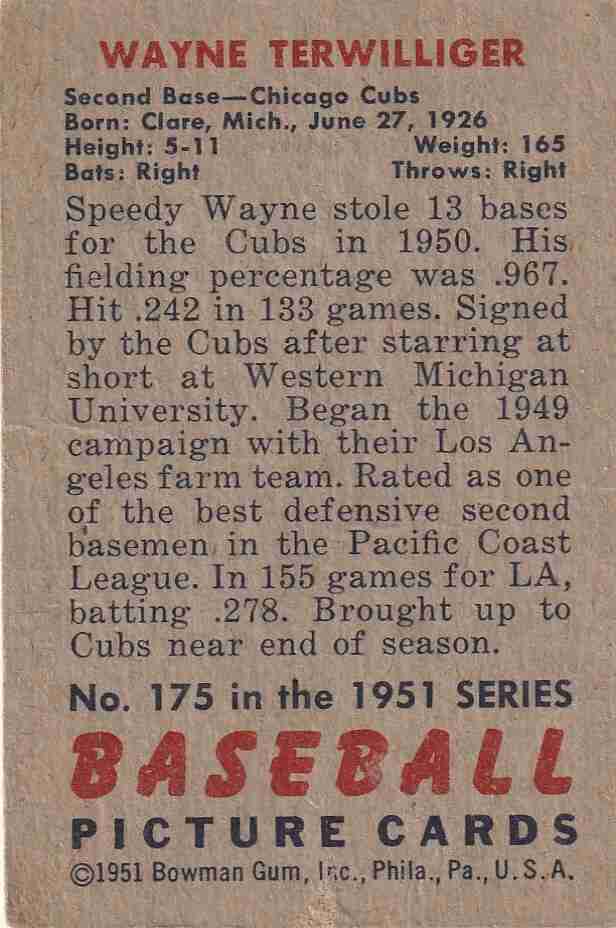 WAYNE TERWILLIGER
Second Base—Chicago Cubs
Born: Clare, Mich., June 27, 1926
Height: 5-11 Weight: 165
Bats: Right Throws: Right
Speedy Wayne stole 13 bases
for the Cubs in 1950. His
fielding percentage was .967.
Hit .242 in 133 games. Signed
by the Cubs after starring at
short at Western Michigan
University. Began the 1949
campaign with their Los An-
geles farm team. Rated as one
of the best defensive second
basemen in the Pacific Coast
League. In 155 games for LA,
batting .278. Brought up to
Cubs near end of season.
No. 175 in the 1951 SERIES
BASEBALL
PICTURE CARDS
©1951 Bowman Gum, Inc., Phila., Pa., U.S.A.